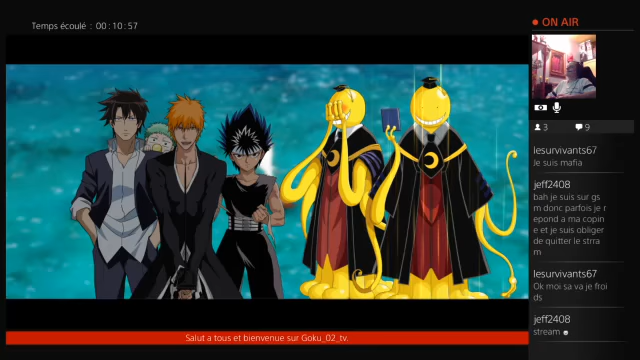 Temps écoulé : 00:10:57
ON AIR
3 9
lesurvivants67
Je suis mafia
jeff2408
bah je suis sur gs
m donc parfois je r
epond a ma copin
e et je suis obliger
de quitter le strra
m
lesurvivants67
Ok moi sa va je froi
ds
jeff2408
stream
Salut a tous et bienvenue sur Goku_02_tv.